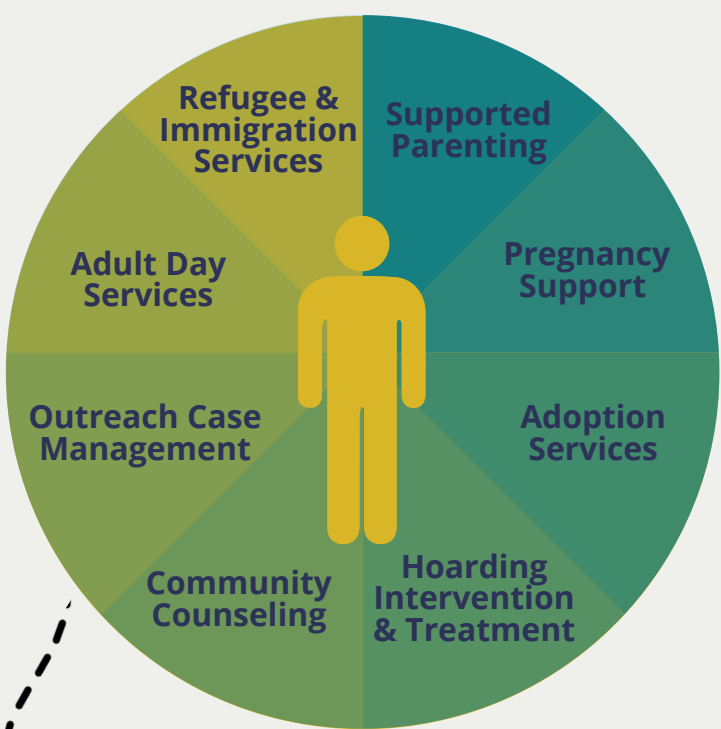 Refugee &
Immigration
Services
Supported
Parenting
Pregnancy
Support
Adoption
Services
Hoarding
Intervention
& Treatment
Community
Counseling
Outreach Case
Management
Adult Day
Services